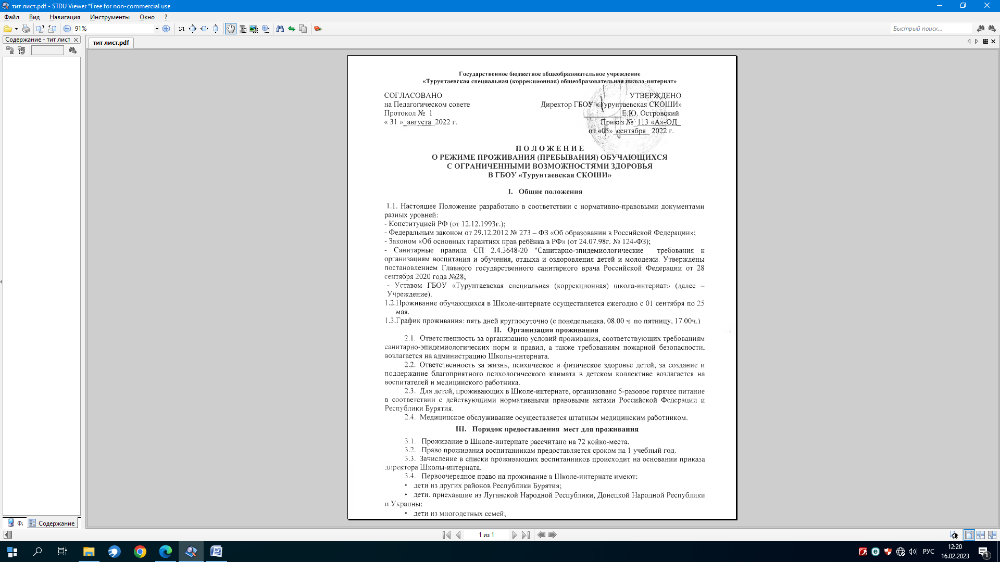 тит лист.pdf - STDU Viewer *Free for non-commercial use
Файл Вид Навигация Инструменты Окно ?
91%
1:1
Быстрый поиск...
Содержание - тит лист
тит лист.pdf
Государственное бюджетное общеобразовательное учреждение
«Турунтаевская специальная (коррекционная) общеобразовательная школа-интернат»
СОГЛАСОВАНО
на Педагогическом совете
Протокол № 1
« 31 »_августа_2022 г.
УТВЕРЖДЕНО
Директор ГБОУ «Турунтаевская СКОШИ»
__________Е.Ю. Островский
Приказ №_113 «А»-ОД_
от «05»_сентября_ 2022 г.
П О Л О Ж Е Н И Е
О РЕЖИМЕ ПРОЖИВАНИЯ (ПРЕБЫВАНИЯ) ОБУЧАЮЩИХСЯ
С ОГРАНИЧЕННЫМИ ВОЗМОЖНОСТЯМИ ЗДОРОВЬЯ
В ГБОУ «Турунтаевская СКОШИ»
I. Общие положения
1.1. Настоящее Положение разработано в соответствии с нормативно-правовыми документами
разных уровней:
- Конституцией РФ (от 12.12.1993г.);
- Федеральным законом от 29.12.2012 № 273 – ФЗ «Об образовании в Российской Федерации»;
- Законом «Об основных гарантиях прав ребёнка в РФ» (от 24.07.98г. № 124-ФЗ);
- Санитарные правила СП 2.4.3648-20 "Санитарно-эпидемиологические требования к
организациям воспитания и обучения, отдыха и оздоровления детей и молодежи. Утверждены
постановлением Главного государственного санитарного врача Российской Федерации от 28
сентября 2020 года №28;
- Уставом ГБОУ «Турунтаевская специальная (коррекционная) школа-интернат» (далее –
Учреждение).
1.2.Проживание обучающихся в Школе-интернате осуществляется ежегодно с 01 сентября по 25
мая.
1.3.График проживания: пять дней круглосуточно (с понедельника, 08.00 ч. по пятницу, 17.00ч.)
II. Организация проживания
2.1. Ответственность за организацию условий проживания, соответствующих требованиям
санитарно-эпидемиологических норм и правил, а также требованиям пожарной безопасности,
возлагается на администрацию Школы-интерната.
2.2. Ответственность за жизнь, психическое и физическое здоровье детей, за создание и
поддержание благоприятного психологического климата в детском коллективе возлагается на
воспитателей и медицинского работника.
2.3. Для детей, проживающих в Школе-интернате, организовано 5-разовое горячее питание
в соответствии с действующими нормативными правовыми актами Российской Федерации и
Республики Бурятия.
2.4. Медицинское обслуживание осуществляется штатным медицинским работником.
III. Порядок предоставления мест для проживания
3.1. Проживание в Школе-интернате рассчитано на 72 койко-места.
3.2. Право проживания воспитанникам предоставляется сроком на 1 учебный год.
3.3. Зачисление в списки проживающих воспитанников происходит на основании приказа
директора Школы-интерната.
3.4. Первоочередное право на проживание в Школе-интернате имеют:
• дети из других районов Республики Бурятия;
• дети, приехавшие из Луганской Народной Республики, Донецкой Народной Республики
и Украины;
• дети из многодетных семей;
Содержание
1 из 1
РУС
12:20
16.02.2023
1